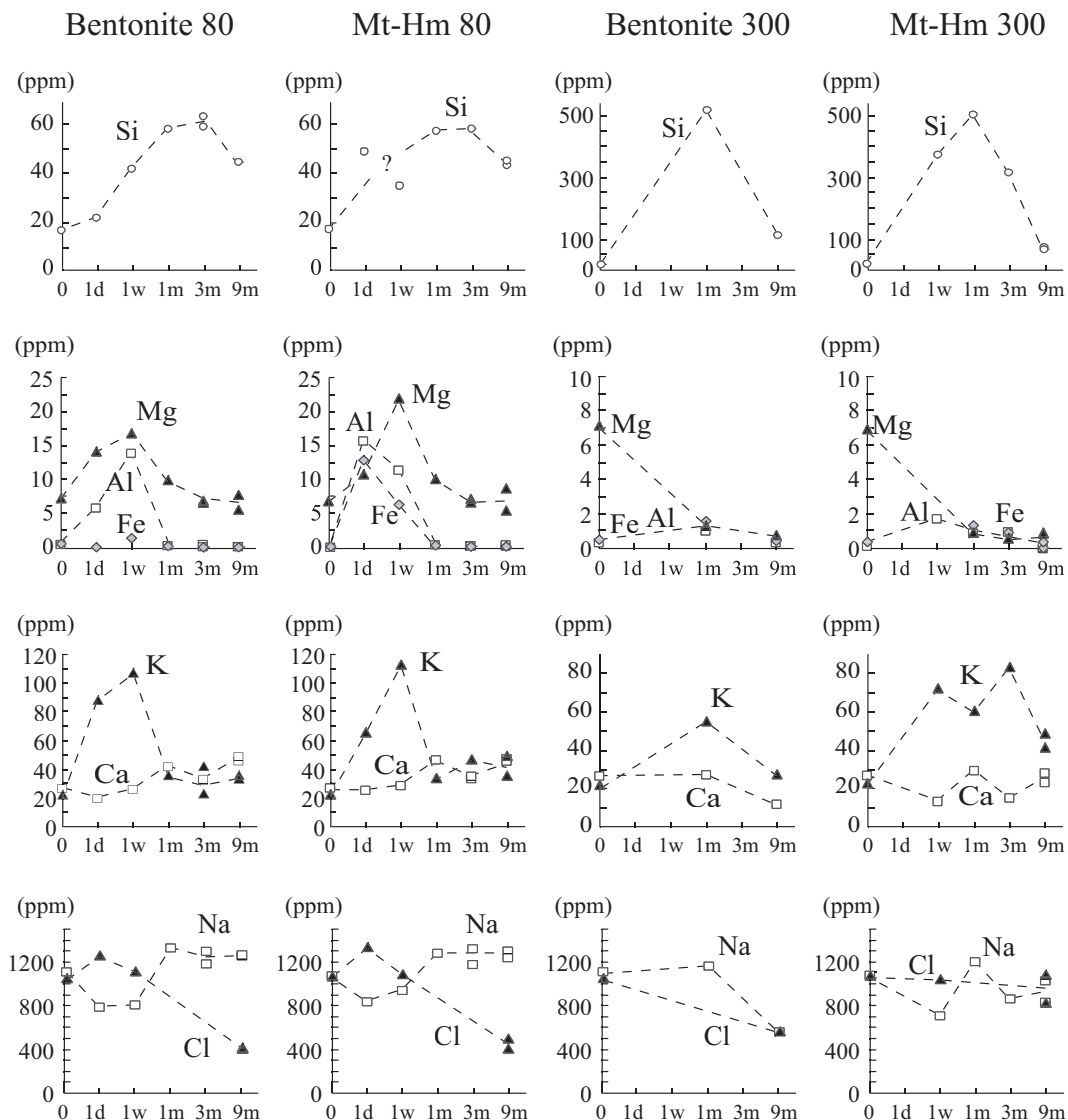 Bentonite 80 Mt-Hm 80 Bentonite 300 Mt-Hm 300
(ppm) (ppm) (ppm) (ppm)
60 60 500 500
Si Si Si Si
40 ? 40 300 300
20 20 100 100
0 0 0 0
0 1d 1w 1m 3m 9m 0 1d 1w 1m 3m 9m 0 1d 1w 1m 3m 9m 0 1d 1w 1m 3m 9m
(ppm) (ppm) (ppm) (ppm)
25 25 10 10
20 Mg 20 Al Mg 8 8
15 15 6 Mg 6 Mg
10 Al 10 4 4
5 Fe 5 Fe 2 Fe Al 2 Al Fe
0 0 0 0
0 1d 1w 1m 3m 9m 0 1d 1w 1m 3m 9m 0 1d 1w 1m 3m 9m 0 1d 1w 1m 3m 9m
(ppm) (ppm) (ppm) (ppm)
120 K 120 K 80 80 K
100 100 60 K 60
80 80
60 60 40 40
40 Ca 40 Ca 20 Ca 20 Ca
20 20
0 0 0 0
0 1d 1w 1m 3m 9m 0 1d 1w 1m 3m 9m 0 1d 1w 1m 3m 9m 0 1d 1w 1m 3m 9m
(ppm) (ppm) (ppm) (ppm)
Na Na Na Na
1200 1200 1200 1200 Cl
800 800 800 800
400 Cl 400 Cl 400 Cl 400
0 0 0 0
0 1d 1w 1m 3m 9m 0 1d 1w 1m 3m 9m 0 1d 1w 1m 3m 9m 0 1d 1w 1m 3m 9m